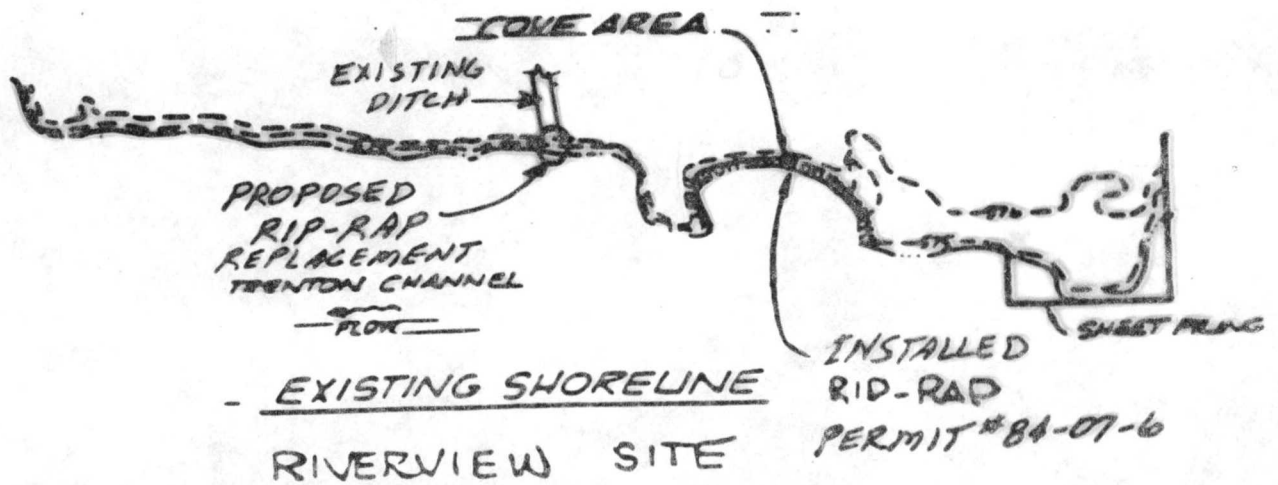 COVE AREA
EXISTING
DITCH
PROPOSED
RIP-RAP
REPLACEMENT
TRENTON CHANNEL
FLOW
SHEET PILING
INSTALLED
RIP-RAP
PERMIT #84-07-6
EXISTING SHORELINE
RIVERVIEW SITE